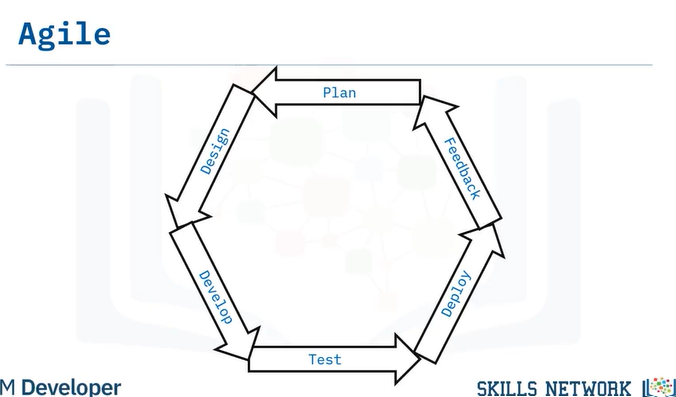 Agile
Plan
Design
Feedback
Develop
Deploy
Test
M Developer
SKILLS NETWORK